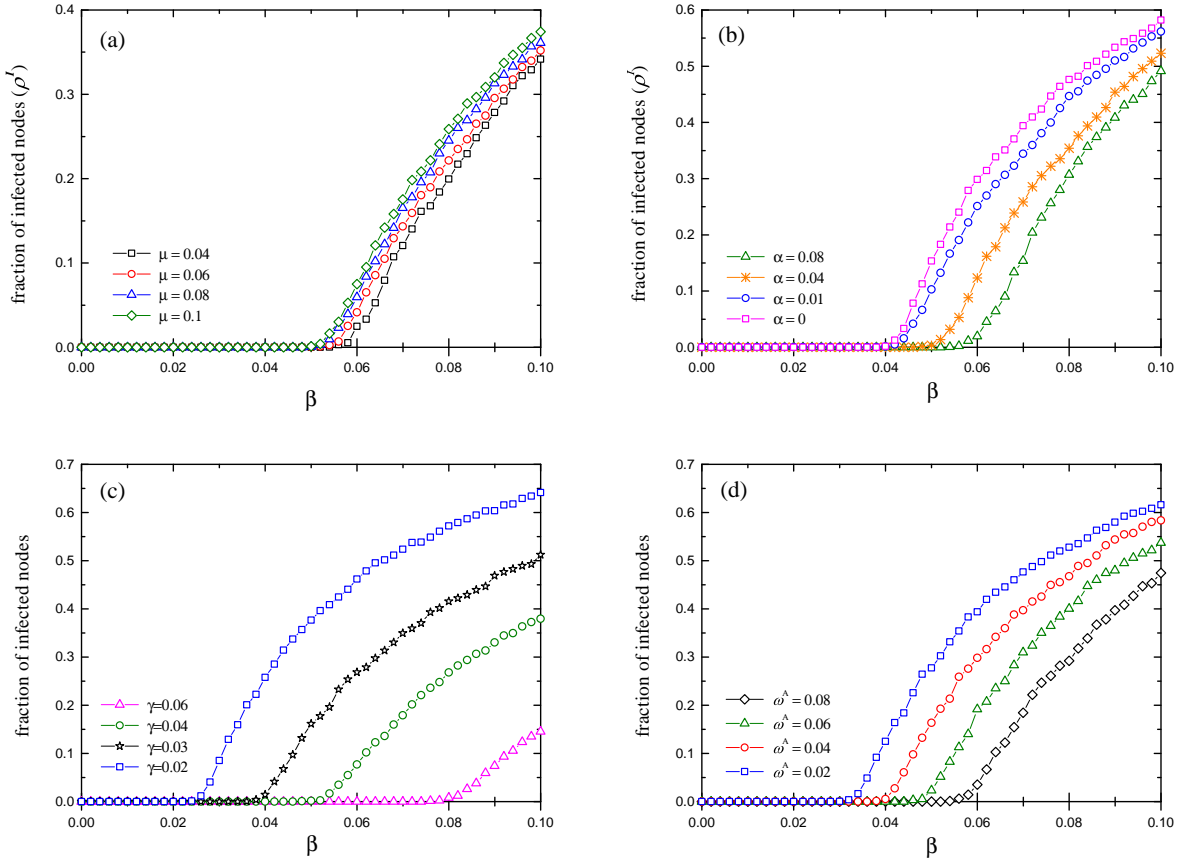 (a)
fraction of infected nodes (ρᴵ)
0.4
0.3
0.2
0.1
0.0
μ = 0.04
μ = 0.06
μ = 0.08
μ = 0.1
0.00 0.02 0.04 0.06 0.08 0.10
β
(b)
fraction of infected nodes (ρᴵ)
0.6
0.5
0.4
0.3
0.2
0.1
0.0
α = 0.08
α = 0.04
α = 0.01
α = 0
0.00 0.02 0.04 0.06 0.08 0.10
β
(c)
fraction of infected nodes
0.7
0.6
0.5
0.4
0.3
0.2
0.1
0.0
γ=0.06
γ=0.04
γ=0.03
γ=0.02
0.00 0.02 0.04 0.06 0.08 0.10
β
(d)
fraction of infected nodes
0.7
0.6
0.5
0.4
0.3
0.2
0.1
0.0
ωᴬ = 0.08
ωᴬ = 0.06
ωᴬ = 0.04
ωᴬ = 0.02
0.00 0.02 0.04 0.06 0.08 0.10
β